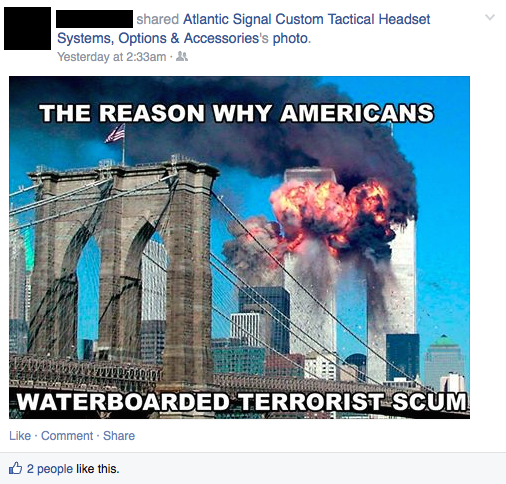 shared Atlantic Signal Custom Tactical Headset
Systems, Options & Accessories's photo.
Yesterday at 2:33am ·
THE REASON WHY AMERICANS
WATERBOARDED TERRORIST SCUM
Like · Comment · Share
2 people like this.